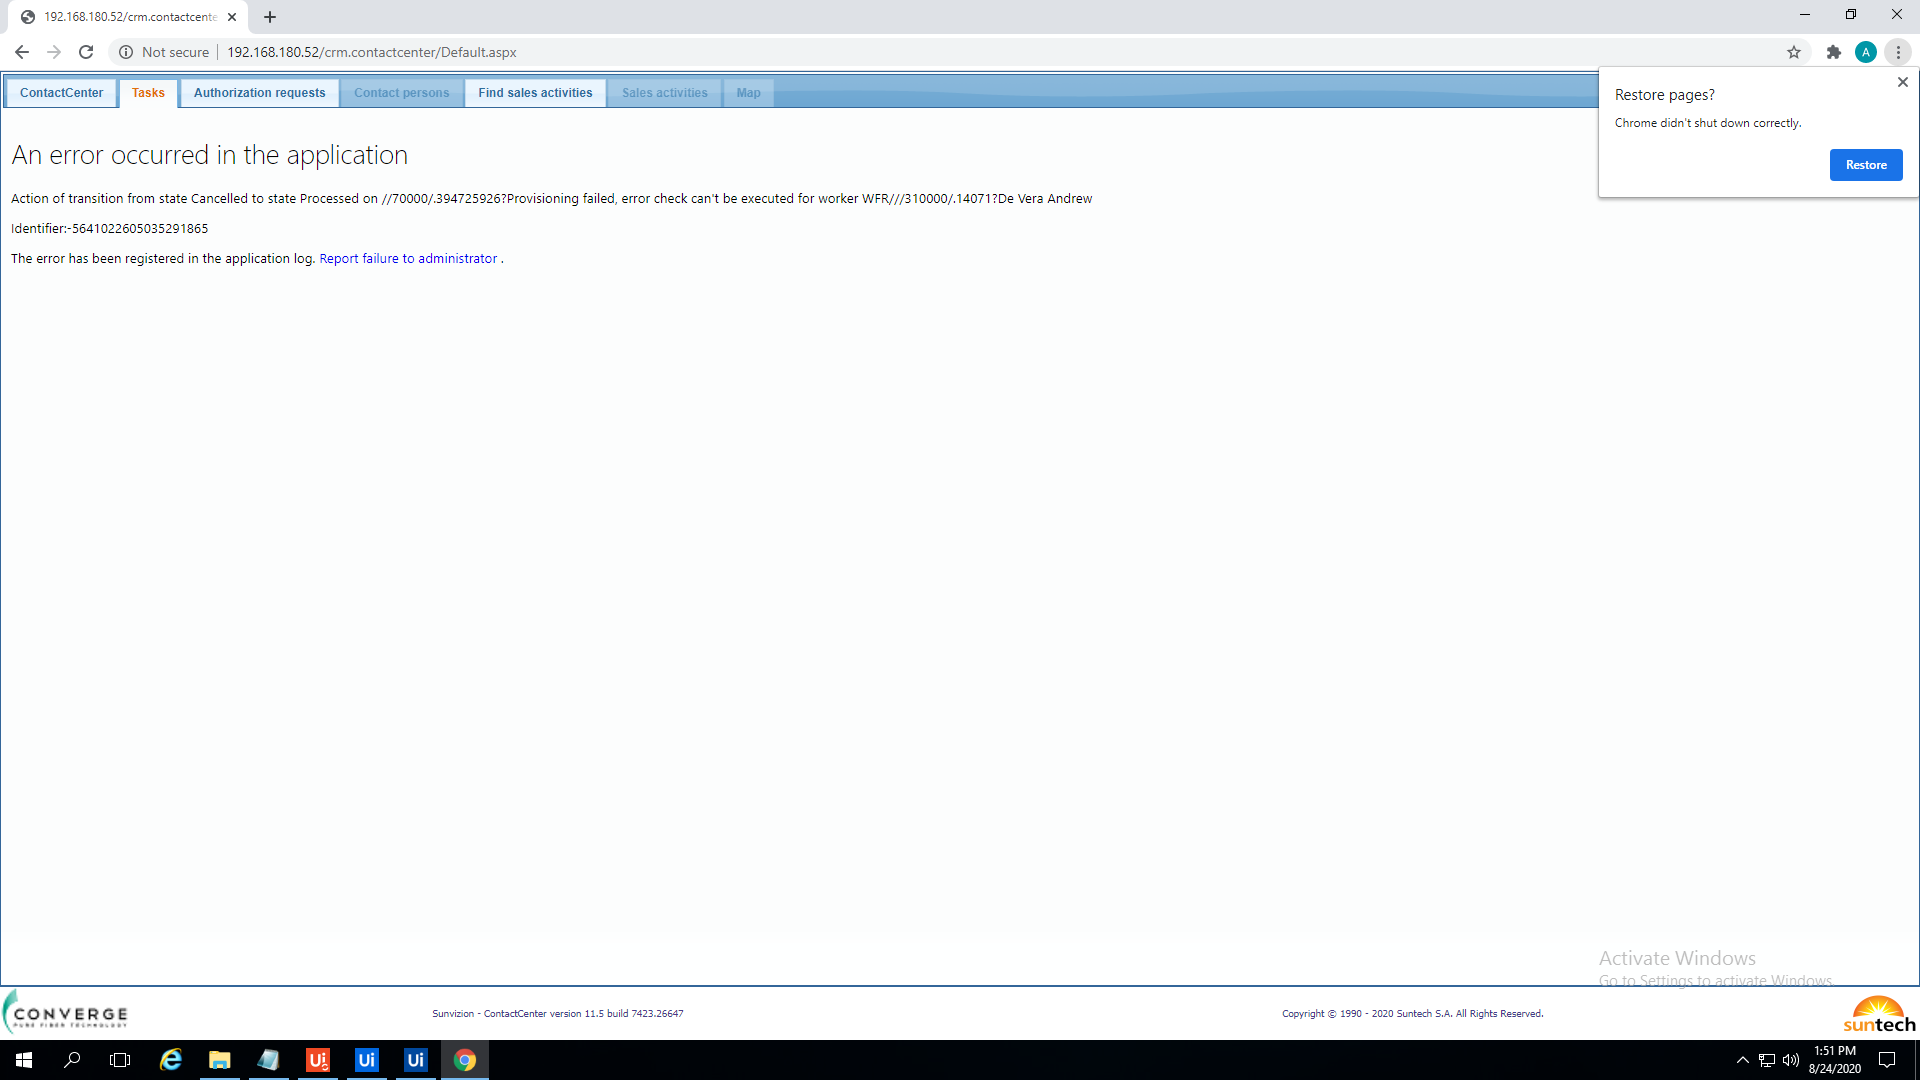 192.168.180.52/crm.contactcente
Not secure
192.168.180.52/crm.contactcenter/Default.aspx
A
ContactCenter
Tasks
Authorization requests
Contact persons
Find sales activities
Sales activities
Map
Restore pages?
Chrome didn't shut down correctly.
Restore
An error occurred in the application
Action of transition from state Cancelled to state Processed on //70000/.394725926?Provisioning failed, error check can't be executed for worker WFR///310000/.14071?De Vera Andrew
Identifier:-5641022605035291865
The error has been registered in the application log. Report failure to administrator .
Activate Windows
Go to Settings to activate Windows.
CONVERGE
PURE FIBER TECHNOLOGY
Sunvizion - ContactCenter version 11.5 build 7423.26647
Copyright © 1990 - 2020 Suntech S.A. All Rights Reserved.
suntech
Ui
Ui
Ui
1:51 PM
8/24/2020